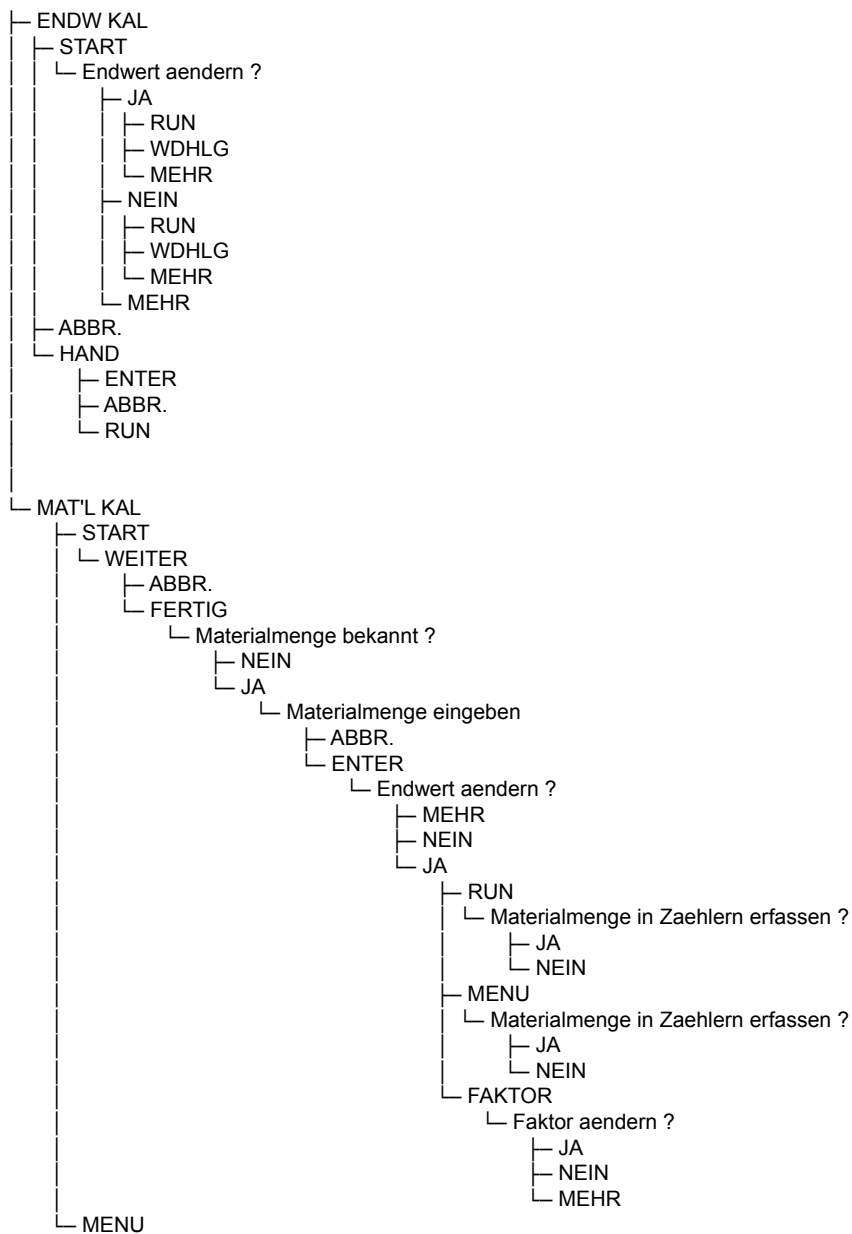 ENDW KAL
START
Endwert aendern ?
JA
RUN
WDHLG
MEHR
NEIN
RUN
WDHLG
MEHR
MEHR
ABBR.
HAND
ENTER
ABBR.
RUN
MAT'L KAL
START
WEITER
ABBR.
FERTIG
Materialmenge bekannt ?
NEIN
JA
Materialmenge eingeben
ABBR.
ENTER
Endwert aendern ?
MEHR
NEIN
JA
RUN
Materialmenge in Zaehlern erfassen ?
JA
NEIN
MENU
Materialmenge in Zaehlern erfassen ?
JA
NEIN
FAKTOR
Faktor aendern ?
JA
NEIN
MEHR
MENU